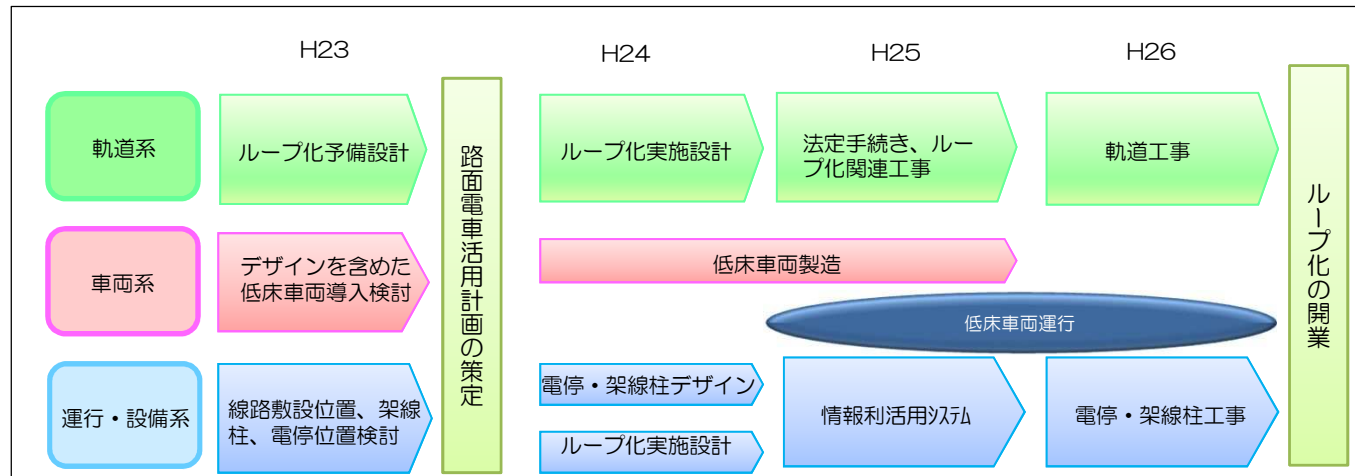 H23
H24
H25
H26
軌道系
ループ化予備設計
路面電車活用計画の策定
ループ化実施設計
法定手続き、ルー
プ化関連工事
軌道工事
ループ化の開業
車両系
デザインを含めた
低床車両導入検討
低床車両製造
低床車両運行
運行・設備系
線路敷設位置、架線
柱、電停位置検討
電停・架線柱デザイン
ループ化実施設計
情報利活用ｼｽﾃﾑ
電停・架線柱工事